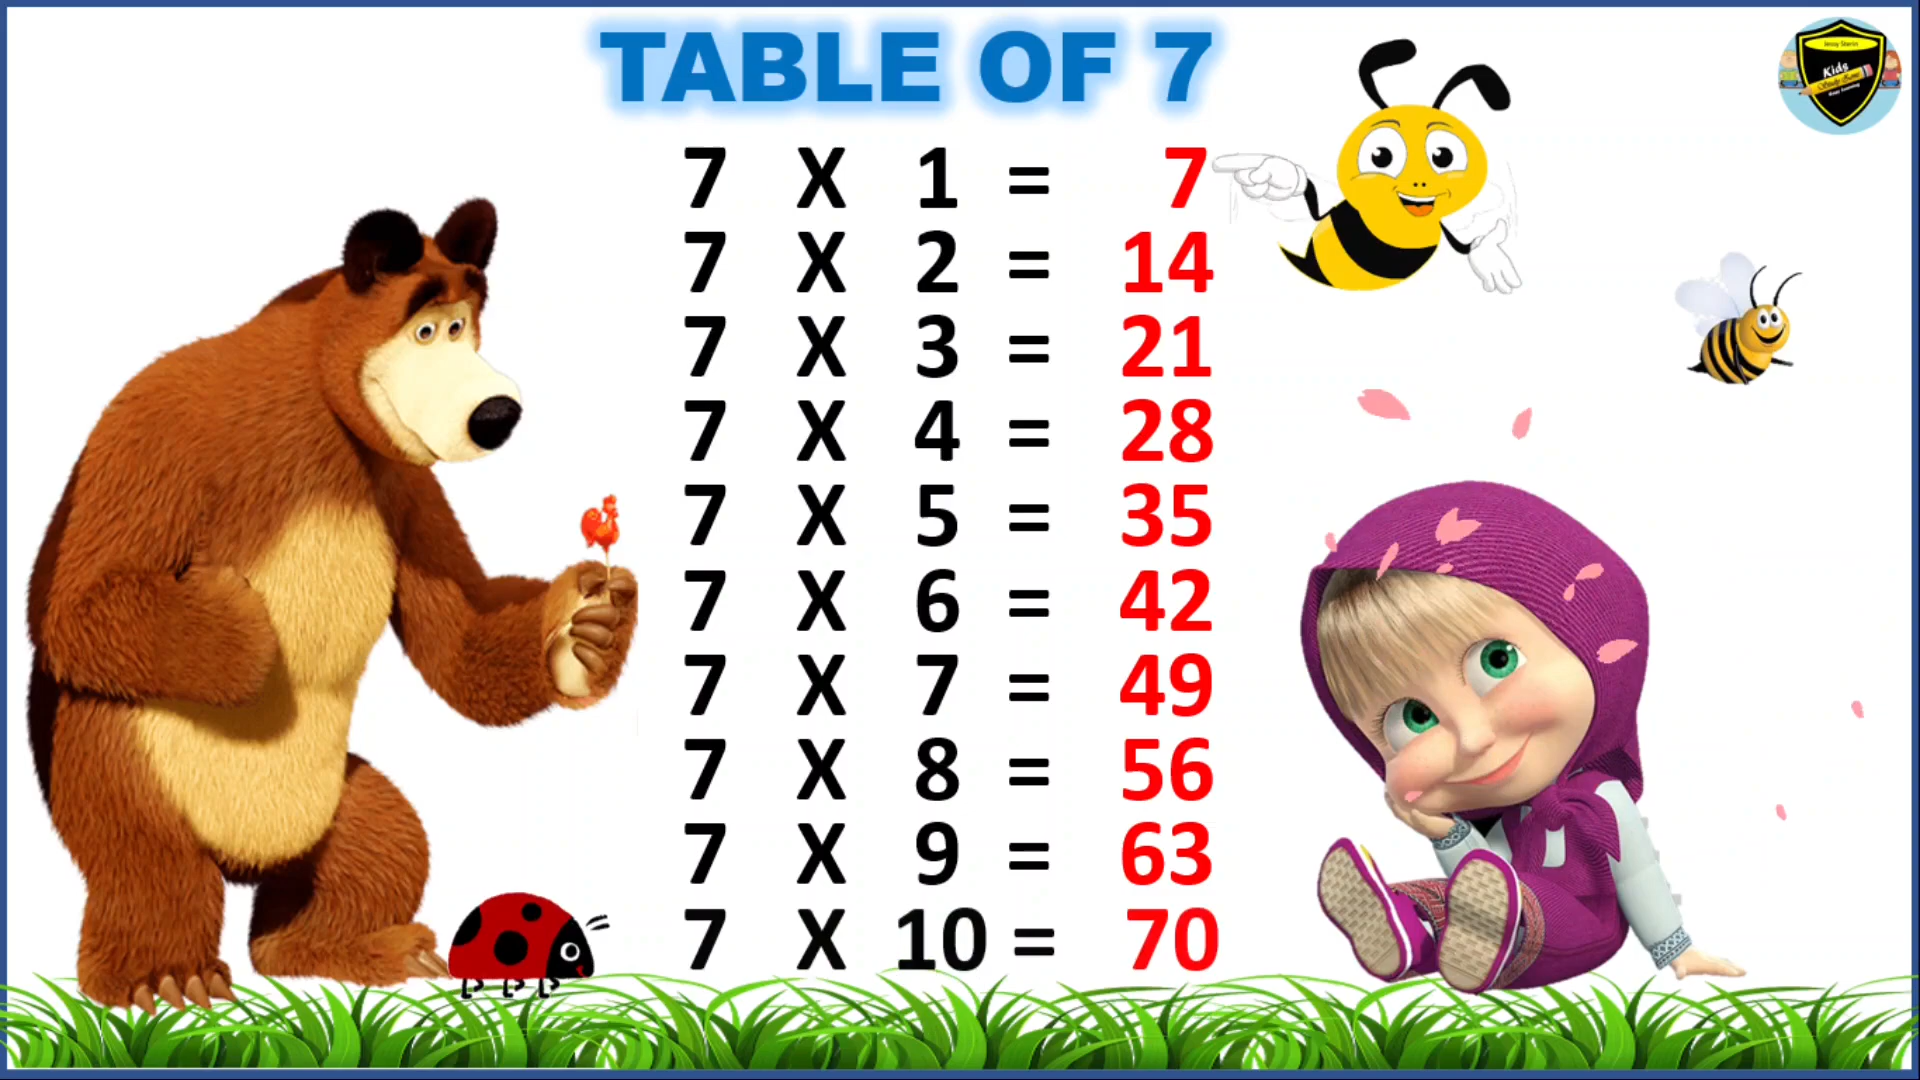 TABLE OF 7
7 X 1 = 7
7 X 2 = 14
7 X 3 = 21
7 X 4 = 28
7 X 5 = 35
7 X 6 = 42
7 X 7 = 49
7 X 8 = 56
7 X 9 = 63
7 X 10 = 70
Kids